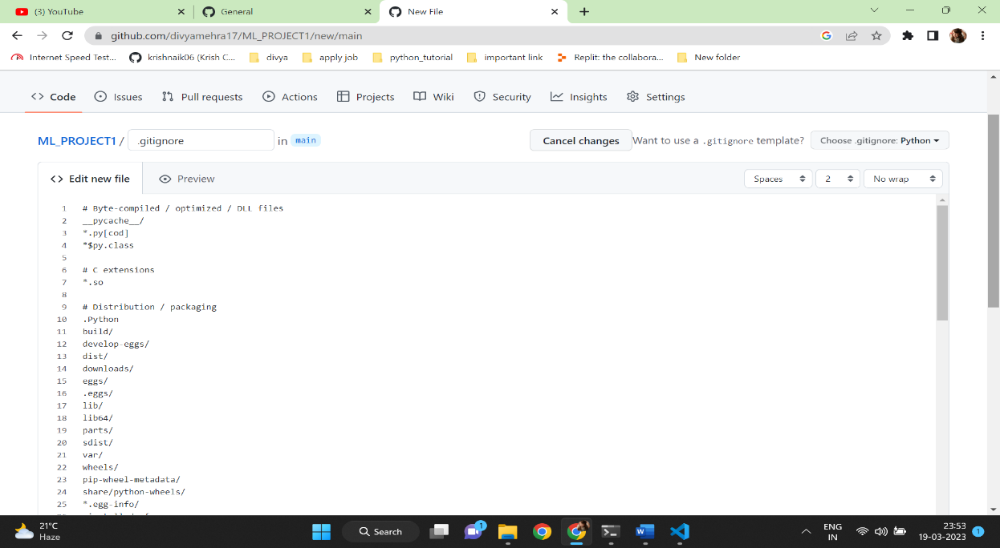 (3) YouTube
General
New File
github.com/divyamehra17/ML_PROJECT1/new/main
Internet Speed Test...
krishnaik06 (Krish C...
divya
apply job
python_tutorial
important link
Replit: the collabora...
New folder
Code
Issues
Pull requests
Actions
Projects
Wiki
Security
Insights
Settings
ML_PROJECT1 / .gitignore in main
Cancel changes
Want to use a .gitignore template?
Choose .gitignore: Python
Edit new file
Preview
Spaces
2
No wrap
1 # Byte-compiled / optimized / DLL files
2 __pycache__/
3 *.py[cod]
4 *$py.class
5
6 # C extensions
7 *.so
8
9 # Distribution / packaging
10 .Python
11 build/
12 develop-eggs/
13 dist/
14 downloads/
15 eggs/
16 .eggs/
17 lib/
18 lib64/
19 parts/
20 sdist/
21 var/
22 wheels/
23 pip-wheel-metadata/
24 share/python-wheels/
25 *.egg-info/
21°C
Haze
Search
1
ENG
IN
23:53
19-03-2023
1